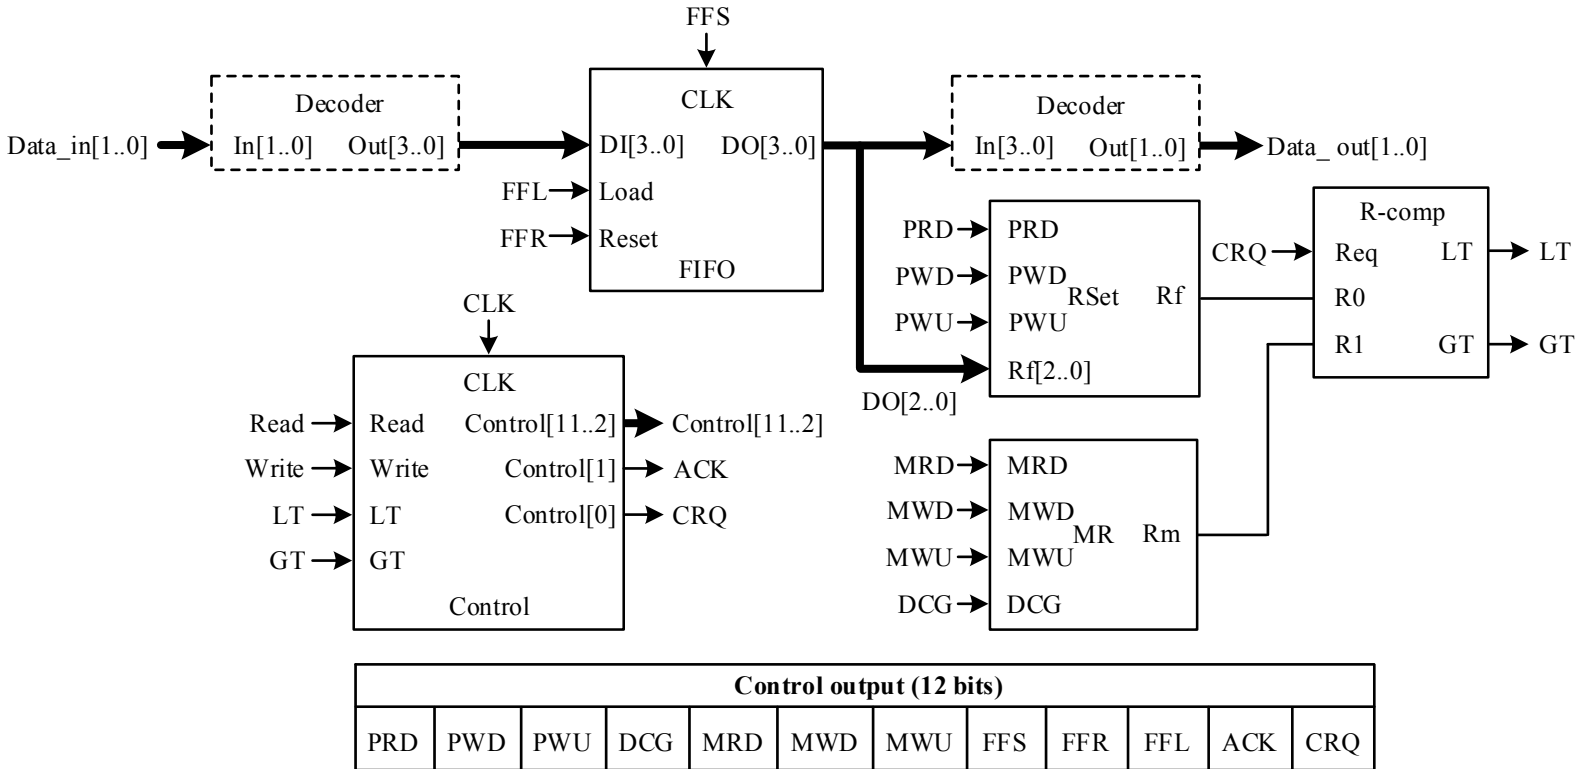 FFS
Decoder
In[1..0] Out[3..0]
Data_in[1..0]
CLK
DI[3..0] DO[3..0]
FFL
Load
FFR
Reset
FIFO
Decoder
In[3..0] Out[1..0]
Data_ out[1..0]
PRD
PRD
PWD
PWD
RSet Rf
PWU
PWU
Rf[2..0]
DO[2..0]
R-comp
CRQ
Req LT
LT
R0
R1 GT
GT
CLK
CLK
Read
Read Control[11..2]
Control[11..2]
Write
Write Control[1]
ACK
LT
LT Control[0]
CRQ
GT
GT
Control
MRD
MRD
MWD
MWD
MR Rm
MWU
MWU
DCG
DCG
Control output (12 bits)
PRD PWD PWU DCG MRD MWD MWU FFS FFR FFL ACK CRQ